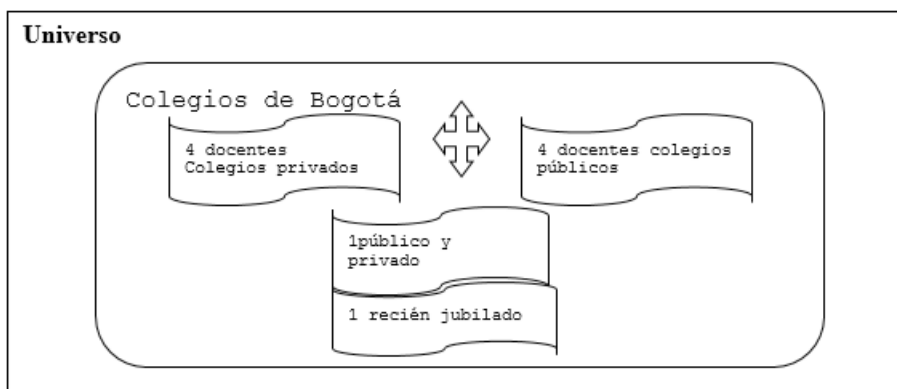 Universo
Colegios de Bogotá
4 docentes
Colegios privados
4 docentes colegios
públicos
1público y
privado
1 recién jubilado